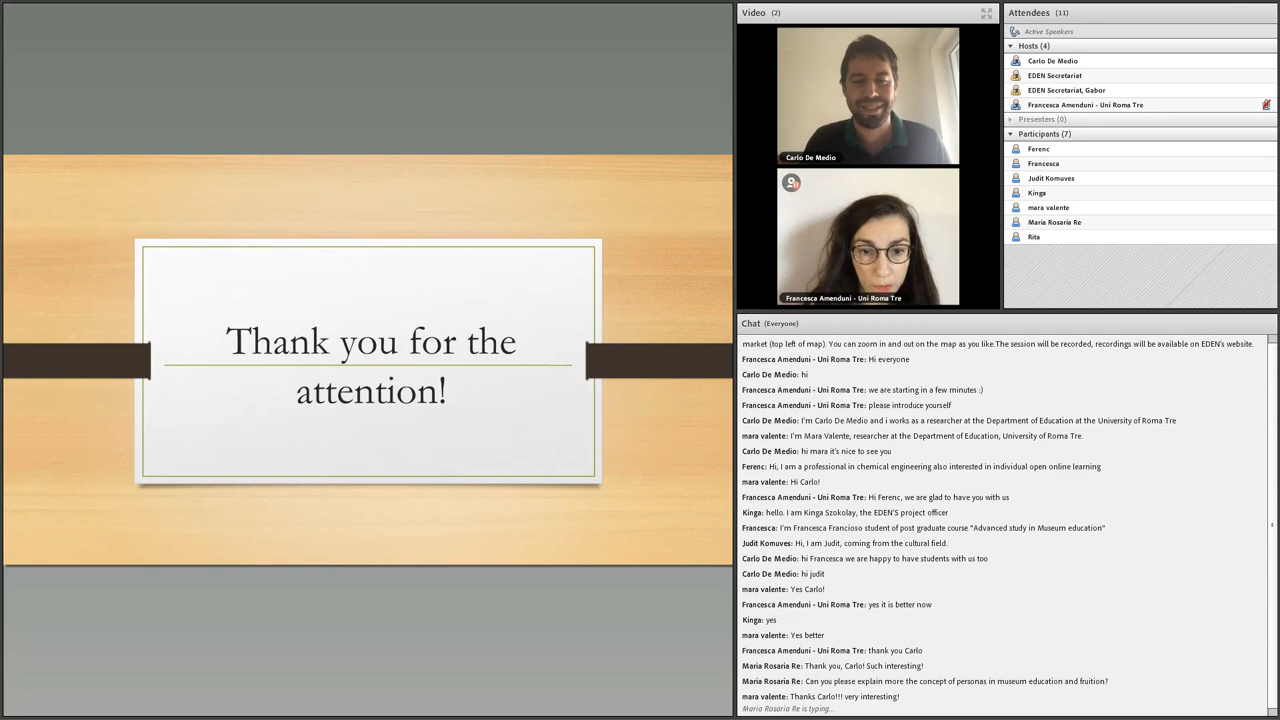 Thank you for the
attention!
Video (2)
Carlo De Medio
Francesca Amenduni - Uni Roma Tre
Attendees (11)
Active Speakers
Hosts (4)
Carlo De Medio
EDEN Secretariat
EDEN Secretariat, Gabor
Francesca Amenduni - Uni Roma Tre
Presenters (0)
Participants (7)
Ferenc
Francesca
Judit Komuves
Kinga
mara valente
Maria Rosaria Re
Rita
Chat (Everyone)
market (top left of map). You can zoom in and out on the map as you like.The session will be recorded, recordings will be available on EDEN's website.
Francesca Amenduni - Uni Roma Tre: Hi everyone
Carlo De Medio: hi
Francesca Amenduni - Uni Roma Tre: we are starting in a few minutes :)
Francesca Amenduni - Uni Roma Tre: please introduce yourself
Carlo De Medio: I'm Carlo De Medio and i works as a researcher at the Department of Education at the University of Roma Tre
mara valente: I'm Mara Valente, researcher at the Department of Education, University of Roma Tre.
Carlo De Medio: hi mara it's nice to see you
Ferenc: Hi, I am a professional in chemical engineering also interested in individual open online learning
mara valente: Hi Carlo!
Francesca Amenduni - Uni Roma Tre: Hi Ferenc, we are glad to have you with us
Kinga: hello. I am Kinga Szokolay, the EDEN'S project officer
Francesca: I'm Francesca Francioso student of post graduate course "Advanced study in Museum education"
Judit Komuves: Hi, I am Judit, coming from the cultural field.
Carlo De Medio: hi Francesca we are happy to have students with us too
Carlo De Medio: hi judit
mara valente: Yes Carlo!
Francesca Amenduni - Uni Roma Tre: yes it is better now
Kinga: yes
mara valente: Yes better
Francesca Amenduni - Uni Roma Tre: thank you Carlo
Maria Rosaria Re: Thank you, Carlo! Such interesting!
Maria Rosaria Re: Can you please explain more the concept of personas in museum education and fruition?
mara valente: Thanks Carlo!!! very interesting!
Maria Rosaria Re is typing...